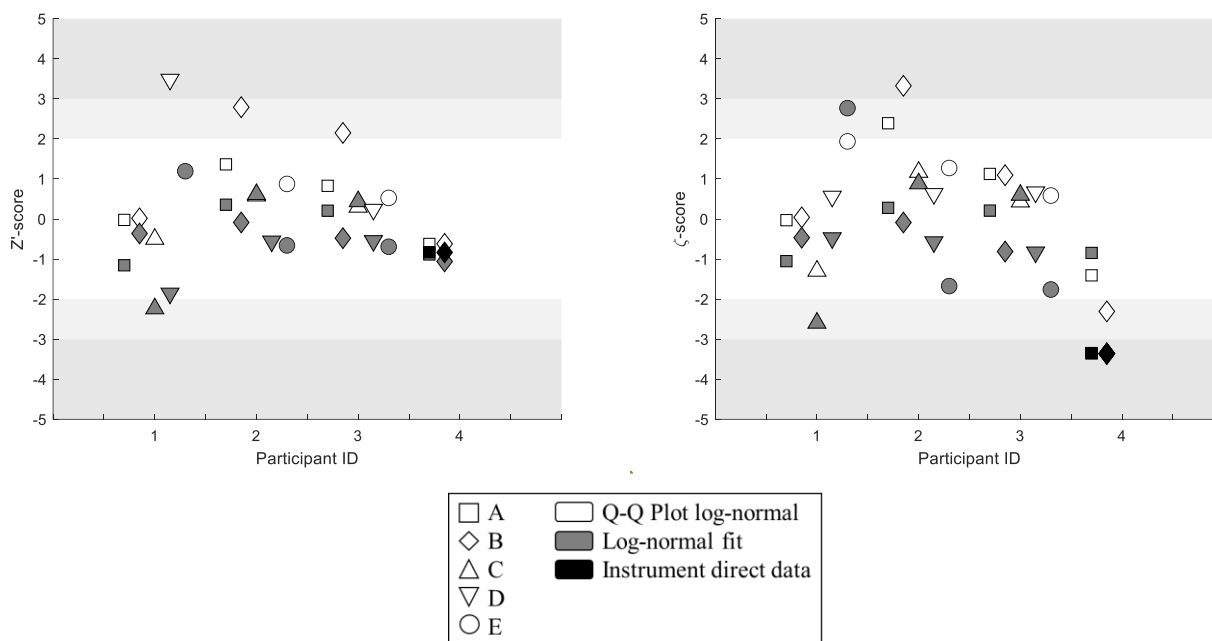 5
4
3
2
1
0
-1
-2
-3
-4
-5
Z'-score
1 2 3 4
Participant ID
5
4
3
2
1
0
-1
-2
-3
-4
-5
ζ-score
1 2 3 4
Participant ID
A Q-Q Plot log-normal
B Log-normal fit
C Instrument direct data
D
E